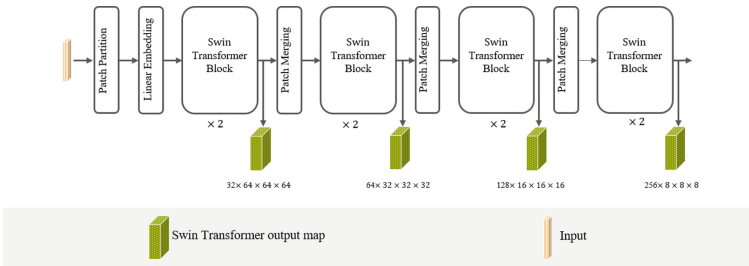 Patch Partition
Linear Embedding
Swin
Transformer
Block
× 2
Patch Merging
Swin
Transformer
Block
× 2
Patch Merging
Swin
Transformer
Block
× 2
Patch Merging
Swin
Transformer
Block
× 2
32× 64 × 64 × 64
64× 32 × 32 × 32
128× 16 × 16 × 16
256× 8 × 8 × 8
Swin Transformer output map
Input